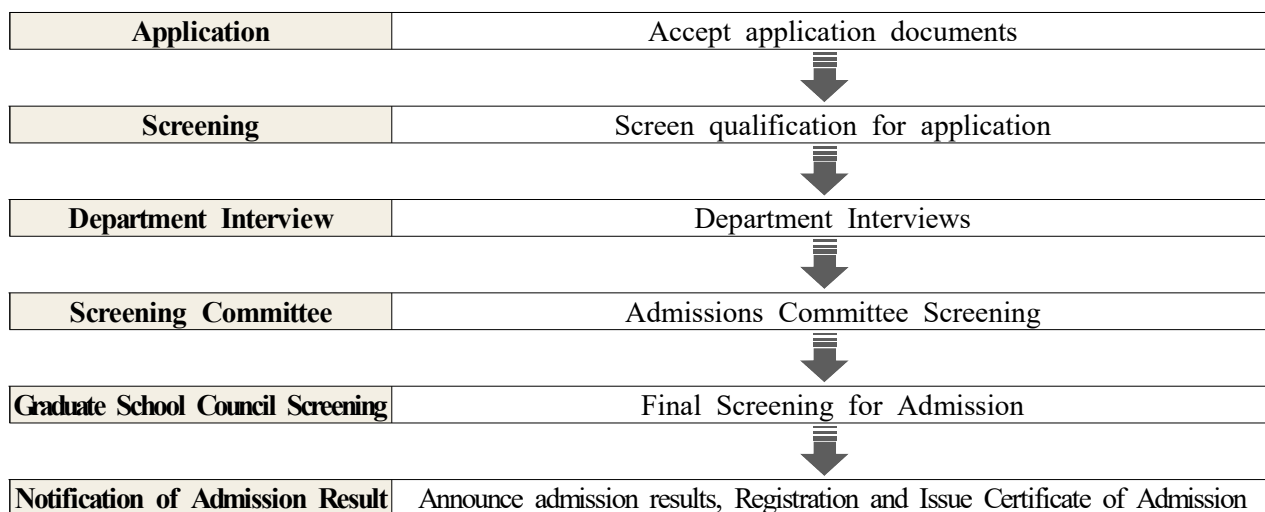 Application Accept application documents
Screening Screen qualification for application
Department Interview Department Interviews
Screening Committee Admissions Committee Screening
Graduate School Council Screening Final Screening for Admission
Notification of Admission Result Announce admission results, Registration and Issue Certificate of Admission